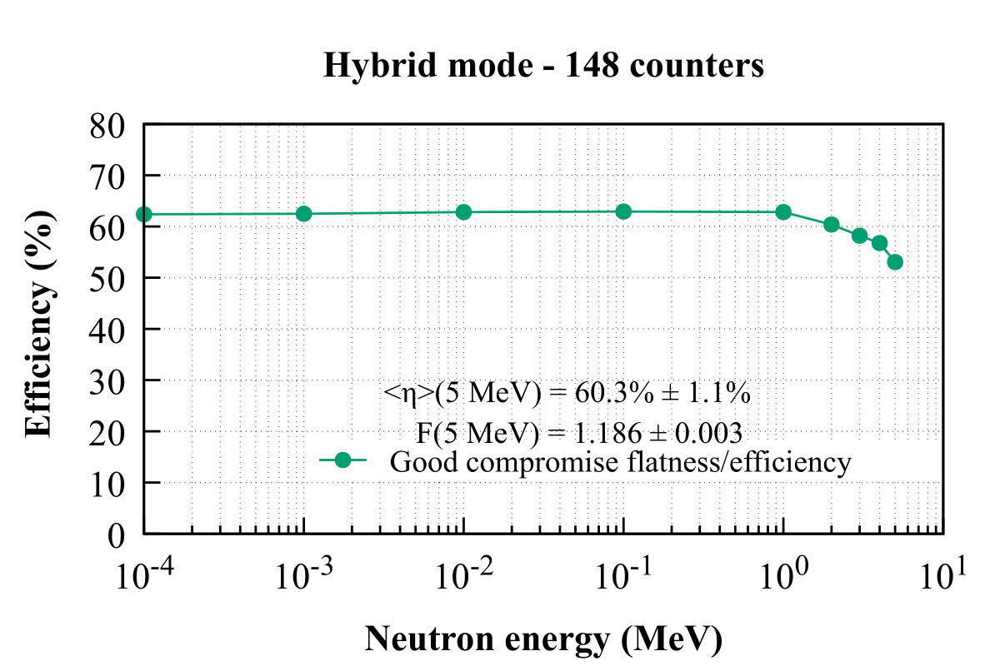 Hybrid mode - 148 counters
80
70
60
50
40
30
20
10
0
Efficiency (%)
<η>(5 MeV) = 60.3% ± 1.1%
F(5 MeV) = 1.186 ± 0.003
Good compromise flatness/efficiency
10^-4 10^-3 10^-2 10^-1 10^0 10^1
Neutron energy (MeV)